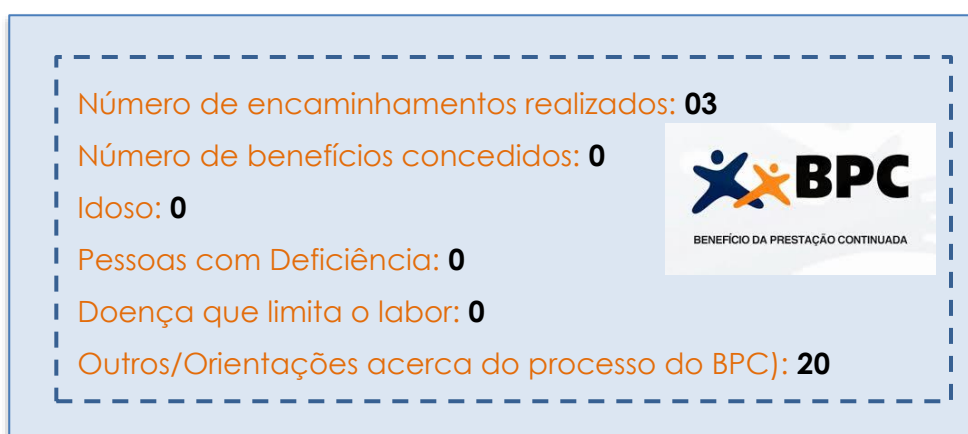 Número de encaminhamentos realizados: 03
Número de benefícios concedidos: 0
Idoso: 0
Pessoas com Deficiência: 0
Doença que limita o labor: 0
Outros/Orientações acerca do processo do BPC): 20
BPC
BENEFÍCIO DA PRESTAÇÃO CONTINUADA